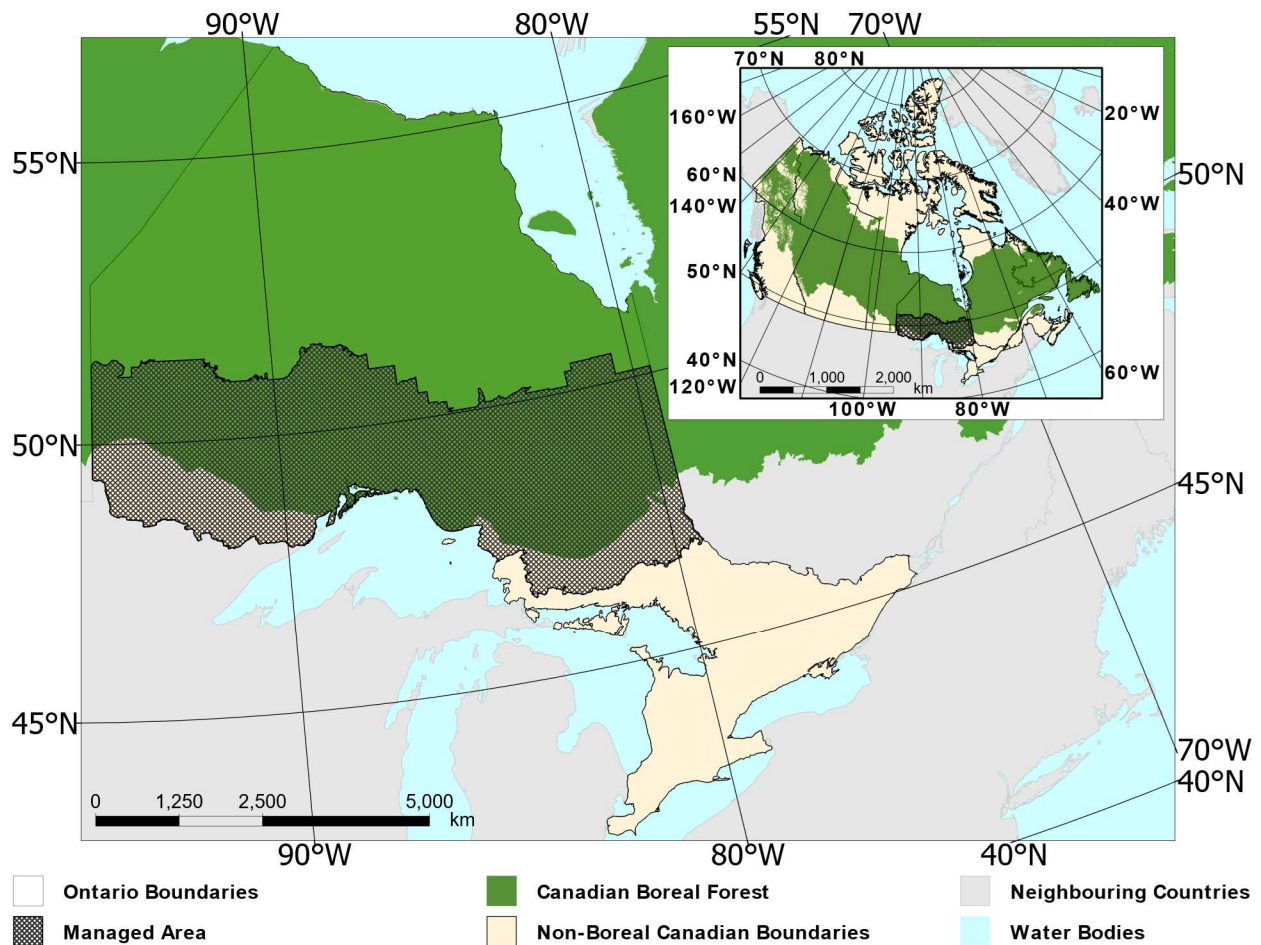 90°W 80°W 55°N 70°W
70°N 80°N
160°W
20°W
55°N
60°N
50°N
140°W
40°W
50°N
40°N
60°W
120°W
0 1,000 2,000
km
100°W 80°W
50°N
45°N
45°N
70°W
40°N
0 1,250 2,500 5,000
km
90°W 80°W 40°N
Ontario Boundaries
Canadian Boreal Forest
Neighbouring Countries
Managed Area
Non-Boreal Canadian Boundaries
Water Bodies